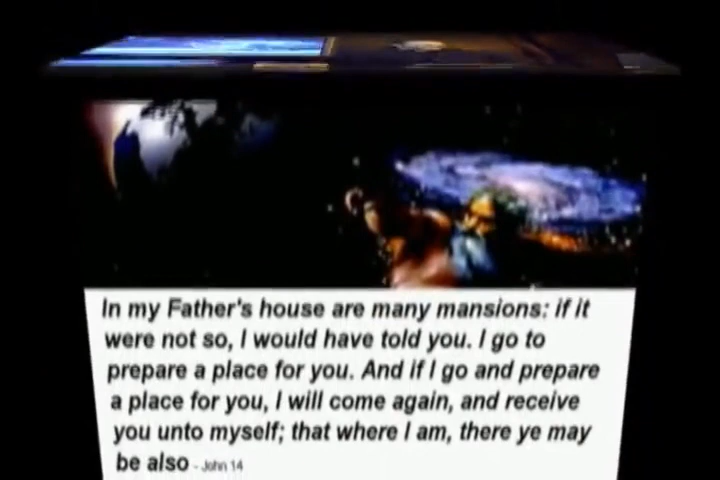 In my Father's house are many mansions: if it
were not so, I would have told you. I go to
prepare a place for you. And if I go and prepare
a place for you, I will come again, and receive
you unto myself; that where I am, there ye may
be also - John 14